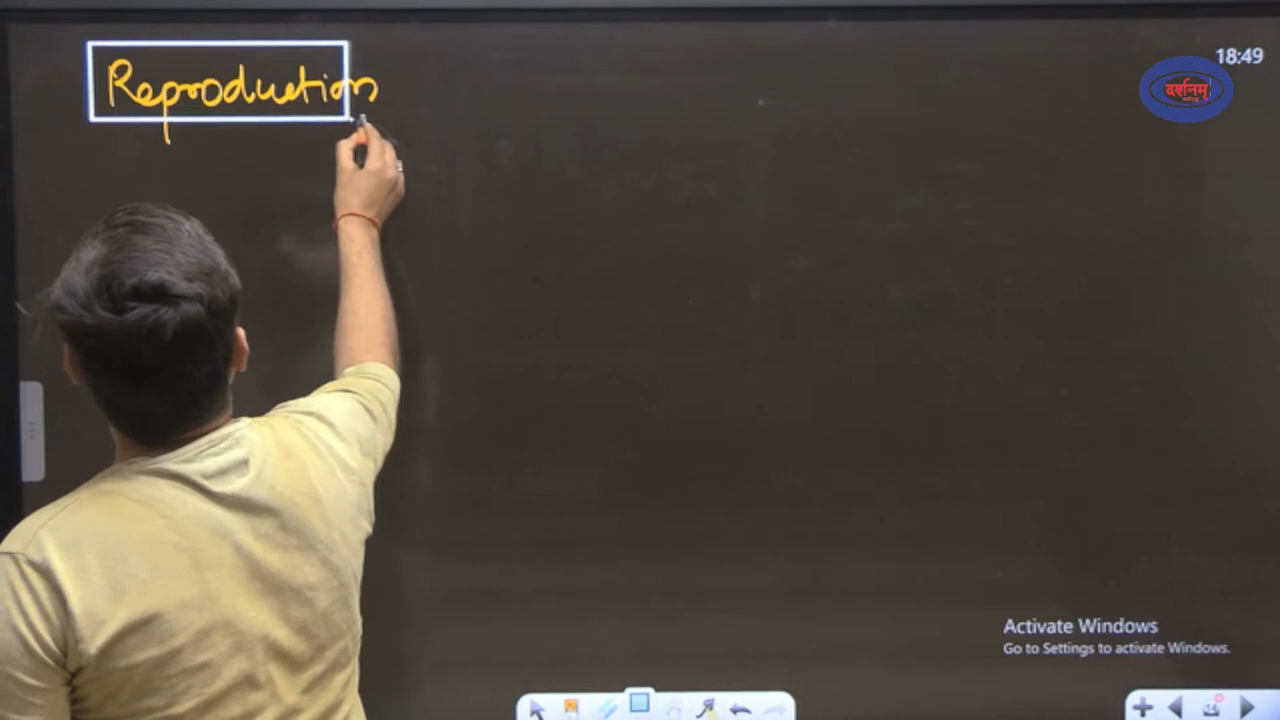 Reproduction
18:49
दर्शनम्
Activate Windows
Go to Settings to activate Windows.